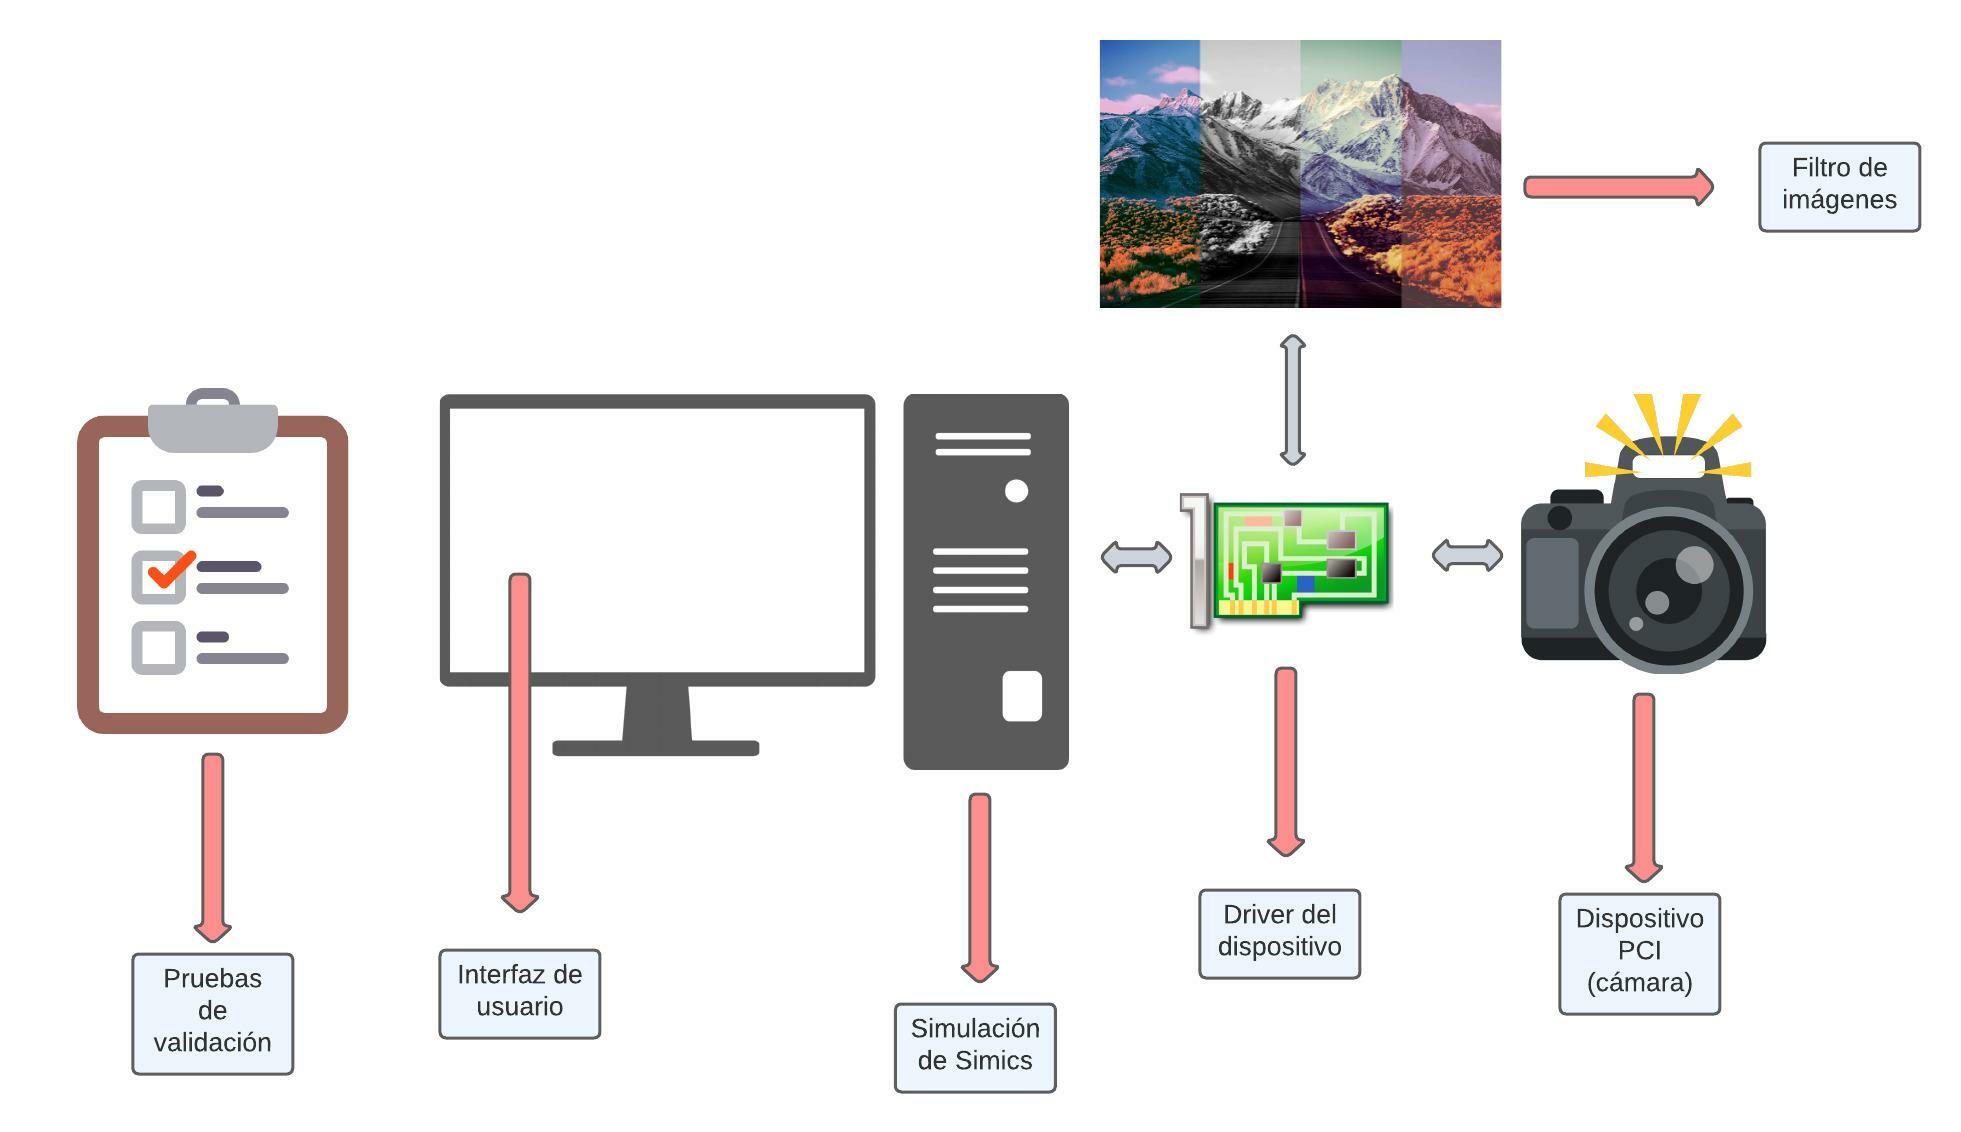 Filtro de
imágenes
Pruebas
de
validación
Interfaz de
usuario
Simulación
de Simics
Driver del
dispositivo
Dispositivo
PCI
(cámara)